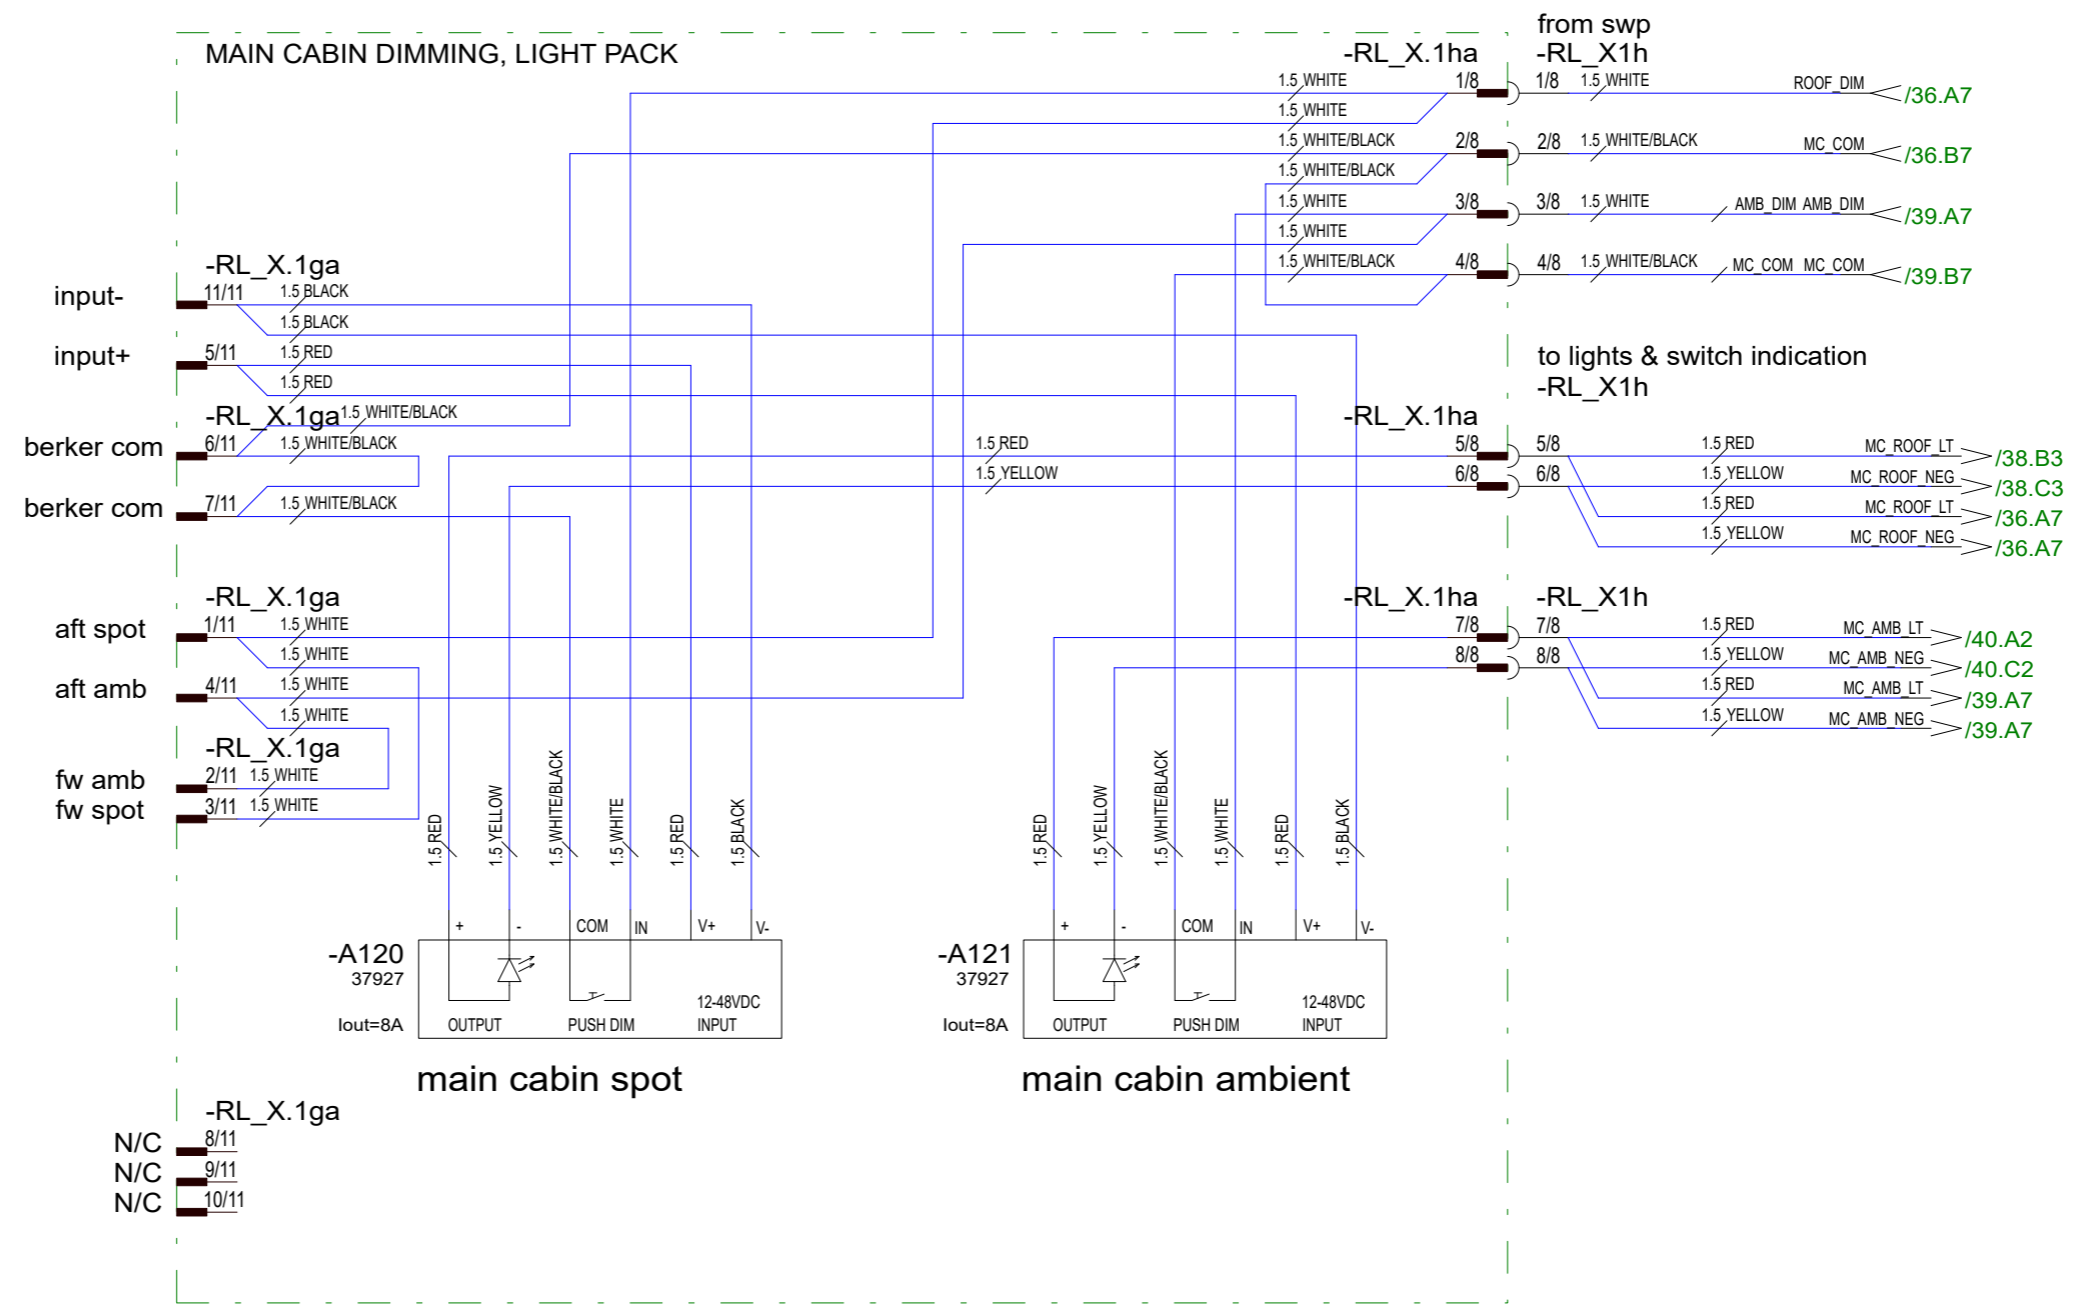 from swp
MAIN CABIN DIMMING, LIGHT PACK
-RL_X.1ha
-RL_X1h
1.5 WHITE
1/8
1/8
1.5 WHITE
ROOF_DIM
/36.A7
1.5 WHITE
1.5 WHITE/BLACK
2/8
2/8
1.5 WHITE/BLACK
MC_COM
/36.B7
1.5 WHITE/BLACK
1.5 WHITE
3/8
3/8
1.5 WHITE
AMB_DIM AMB_DIM
/39.A7
1.5 WHITE
1.5 WHITE/BLACK
4/8
4/8
1.5 WHITE/BLACK
MC_COM MC_COM
/39.B7
-RL_X.1ga
input-
11/11
1.5 BLACK
1.5 BLACK
input+
5/11
1.5 RED
1.5 RED
to lights & switch indication
-RL_X1h
-RL_X.1ga
1.5 WHITE/BLACK
-RL_X.1ha
berker com
6/11
1.5 WHITE/BLACK
1.5 RED
5/8
5/8
1.5 RED
MC_ROOF_LT
/38.B3
1.5 YELLOW
6/8
6/8
1.5 YELLOW
MC_ROOF_NEG
/38.C3
berker com
7/11
1.5 WHITE/BLACK
1.5 RED
MC_ROOF_LT
/36.A7
1.5 YELLOW
MC_ROOF_NEG
/36.A7
-RL_X.1ga
-RL_X.1ha
-RL_X1h
aft spot
1/11
1.5 WHITE
7/8
7/8
1.5 RED
MC_AMB_LT
/40.A2
1.5 WHITE
8/8
8/8
1.5 YELLOW
MC_AMB_NEG
/40.C2
aft amb
4/11
1.5 WHITE
1.5 RED
MC_AMB_LT
/39.A7
1.5 WHITE
1.5 YELLOW
MC_AMB_NEG
/39.A7
-RL_X.1ga
fw amb
2/11
1.5 WHITE
fw spot
3/11
1.5 WHITE
1.5 RED
1.5 YELLOW
1.5 WHITE/BLACK
1.5 WHITE
1.5 RED
1.5 BLACK
1.5 RED
1.5 YELLOW
1.5 WHITE/BLACK
1.5 WHITE
1.5 RED
1.5 BLACK
+
-
COM
IN
V+
V-
-A120
37927
12-48VDC
Iout=8A
OUTPUT
PUSH DIM
INPUT
main cabin spot
+
-
COM
IN
V+
V-
-A121
37927
12-48VDC
Iout=8A
OUTPUT
PUSH DIM
INPUT
main cabin ambient
-RL_X.1ga
N/C
8/11
N/C
9/11
N/C
10/11